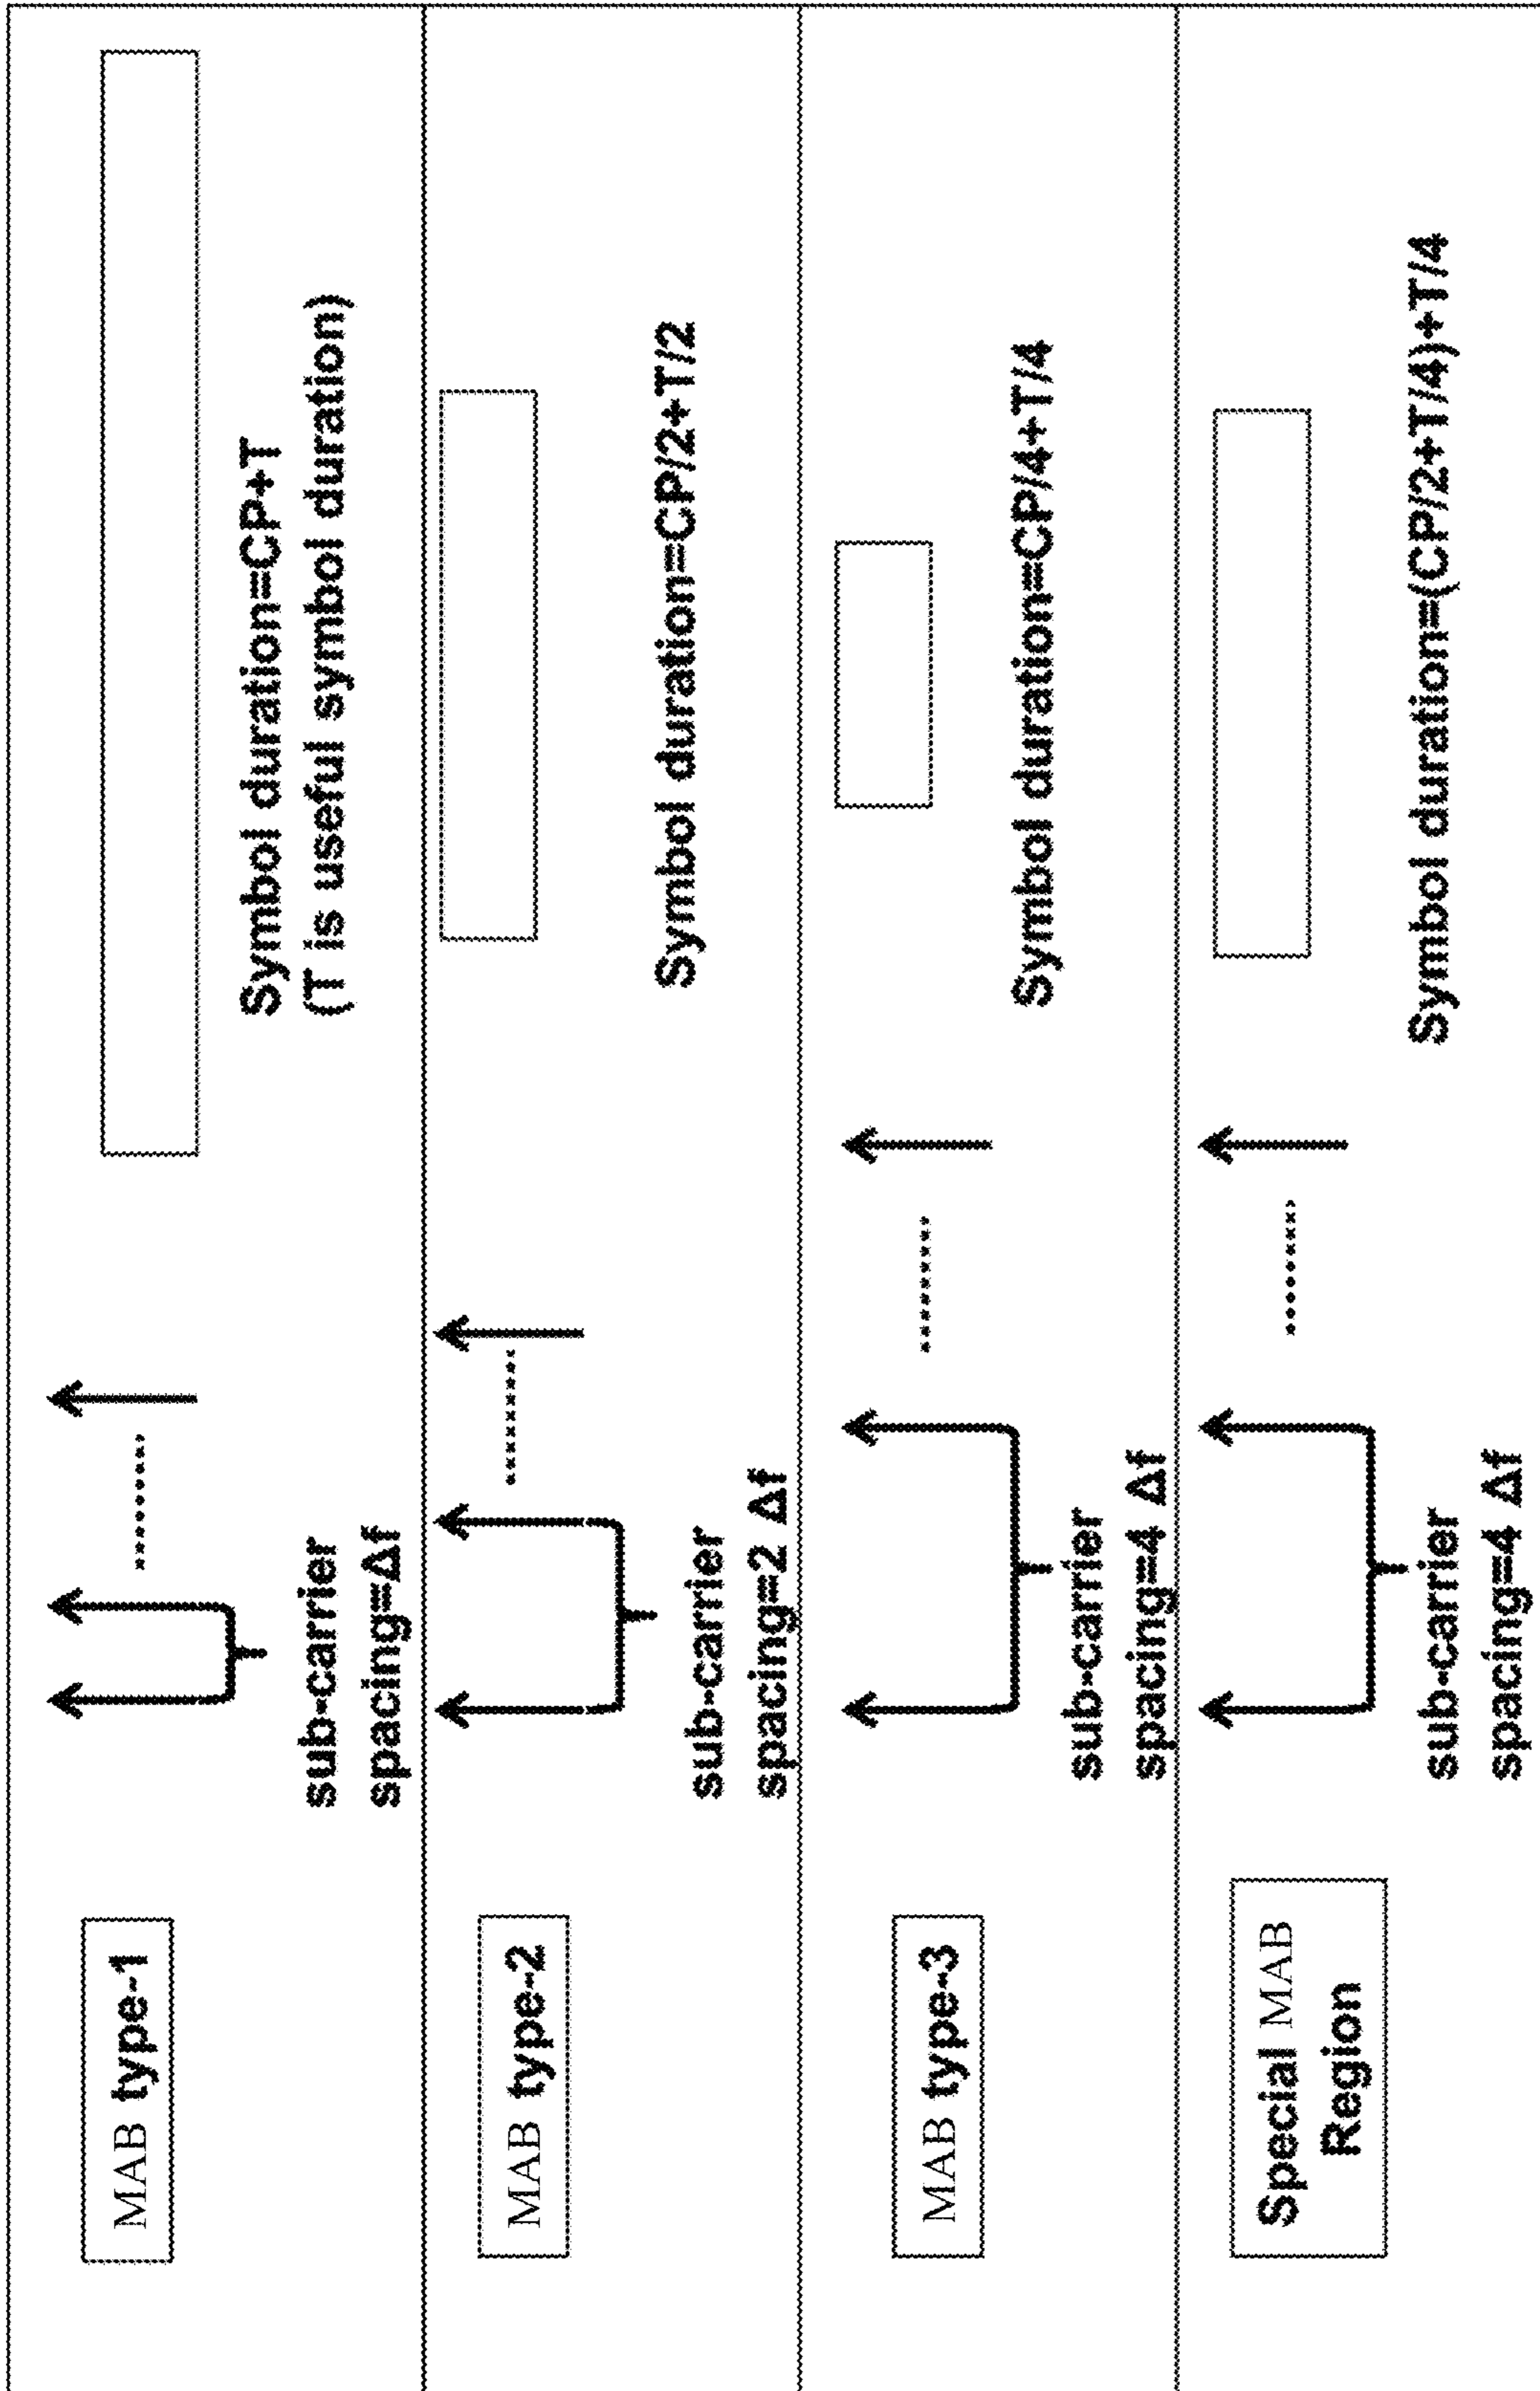 MAB type-1
sub-carrier
spacing=Δf
Symbol duration=CP+T
(T is useful symbol duration)
MAB type-2
sub-carrier
spacing=2 Δf
Symbol duration=CP/2+T/2
MAB type-3
sub-carrier
spacing=4 Δf
Symbol duration=CP/4+T/4
Special MAB
Region
sub-carrier
spacing=4 Δf
Symbol duration=(CP/2+T/4)+T/4